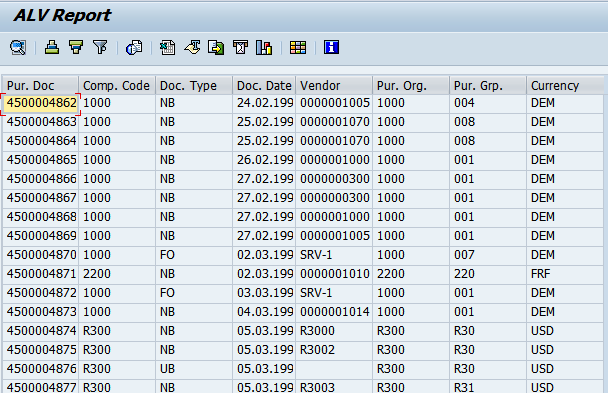 ALV Report
Pur. Doc Comp. Code Doc. Type Doc. Date Vendor Pur. Org. Pur. Grp. Currency
4500004862 1000 NB 24.02.199 0000001005 1000 004 DEM
4500004863 1000 NB 25.02.199 0000001070 1000 008 DEM
4500004864 1000 NB 25.02.199 0000001070 1000 008 DEM
4500004865 1000 NB 26.02.199 0000001000 1000 001 DEM
4500004866 1000 NB 27.02.199 0000000300 1000 001 DEM
4500004867 1000 NB 27.02.199 0000000300 1000 001 DEM
4500004868 1000 NB 27.02.199 0000001000 1000 001 DEM
4500004869 1000 NB 27.02.199 0000001005 1000 001 DEM
4500004870 1000 FO 02.03.199 SRV-1 1000 007 DEM
4500004871 2200 NB 02.03.199 0000001010 2200 220 FRF
4500004872 1000 FO 03.03.199 SRV-1 1000 001 DEM
4500004873 1000 NB 04.03.199 0000001014 1000 001 DEM
4500004874 R300 NB 05.03.199 R3000 R300 R30 USD
4500004875 R300 NB 05.03.199 R3002 R300 R30 USD
4500004876 R300 UB 05.03.199 R300 R30 USD
4500004877 R300 NB 05.03.199 R3003 R300 R31 USD